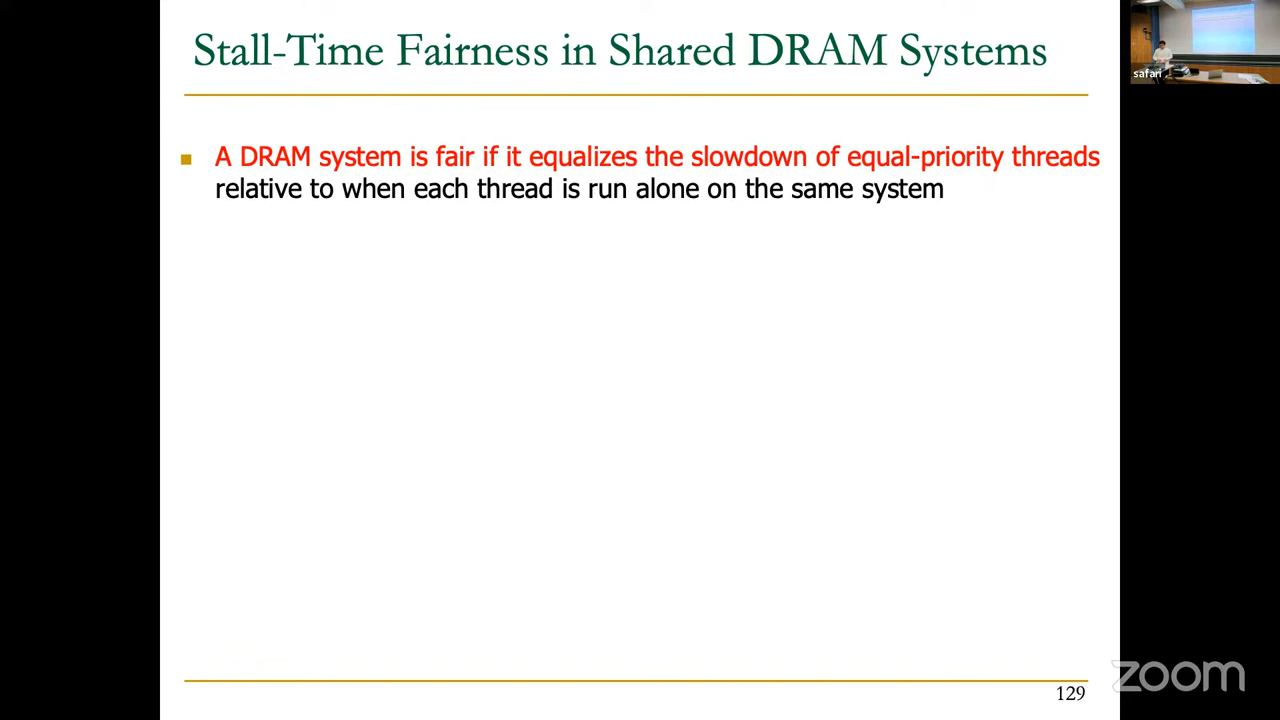 Stall-Time Fairness in Shared DRAM Systems
safari
A DRAM system is fair if it equalizes the slowdown of equal-priority threads
relative to when each thread is run alone on the same system
129
zoom